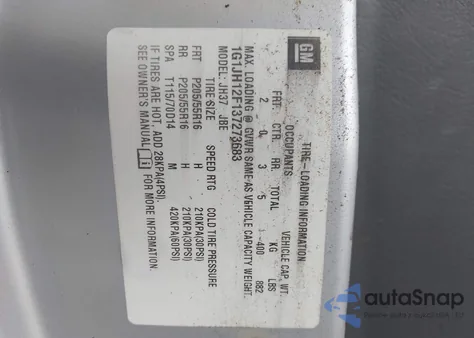 GM
TIRE-LOADING INFORMATION
OCCUPANTS VEHICLE CAP. WT.
FRT. CTR. RR. TOTAL KG LBS
2 0 3 5 400 882
MAX. LOADING @ GVWR SAME AS VEHICLE CAPACITY WEIGHT.
1G1JH12F137273683
MODEL: JH37 JBE
TIRE SIZE SPEED RTG COLD TIRE PRESSURE
FRT P205/55R16 H 210KPA(30PSI)
RR P205/55R16 H 210KPA(30PSI)
SPA T115/70D14 M 420KPA(60PSI)
IF TIRES ARE HOT, ADD 28KPA(4PSI).
SEE OWNER'S MANUAL FOR MORE INFORMATION.
autoSnap